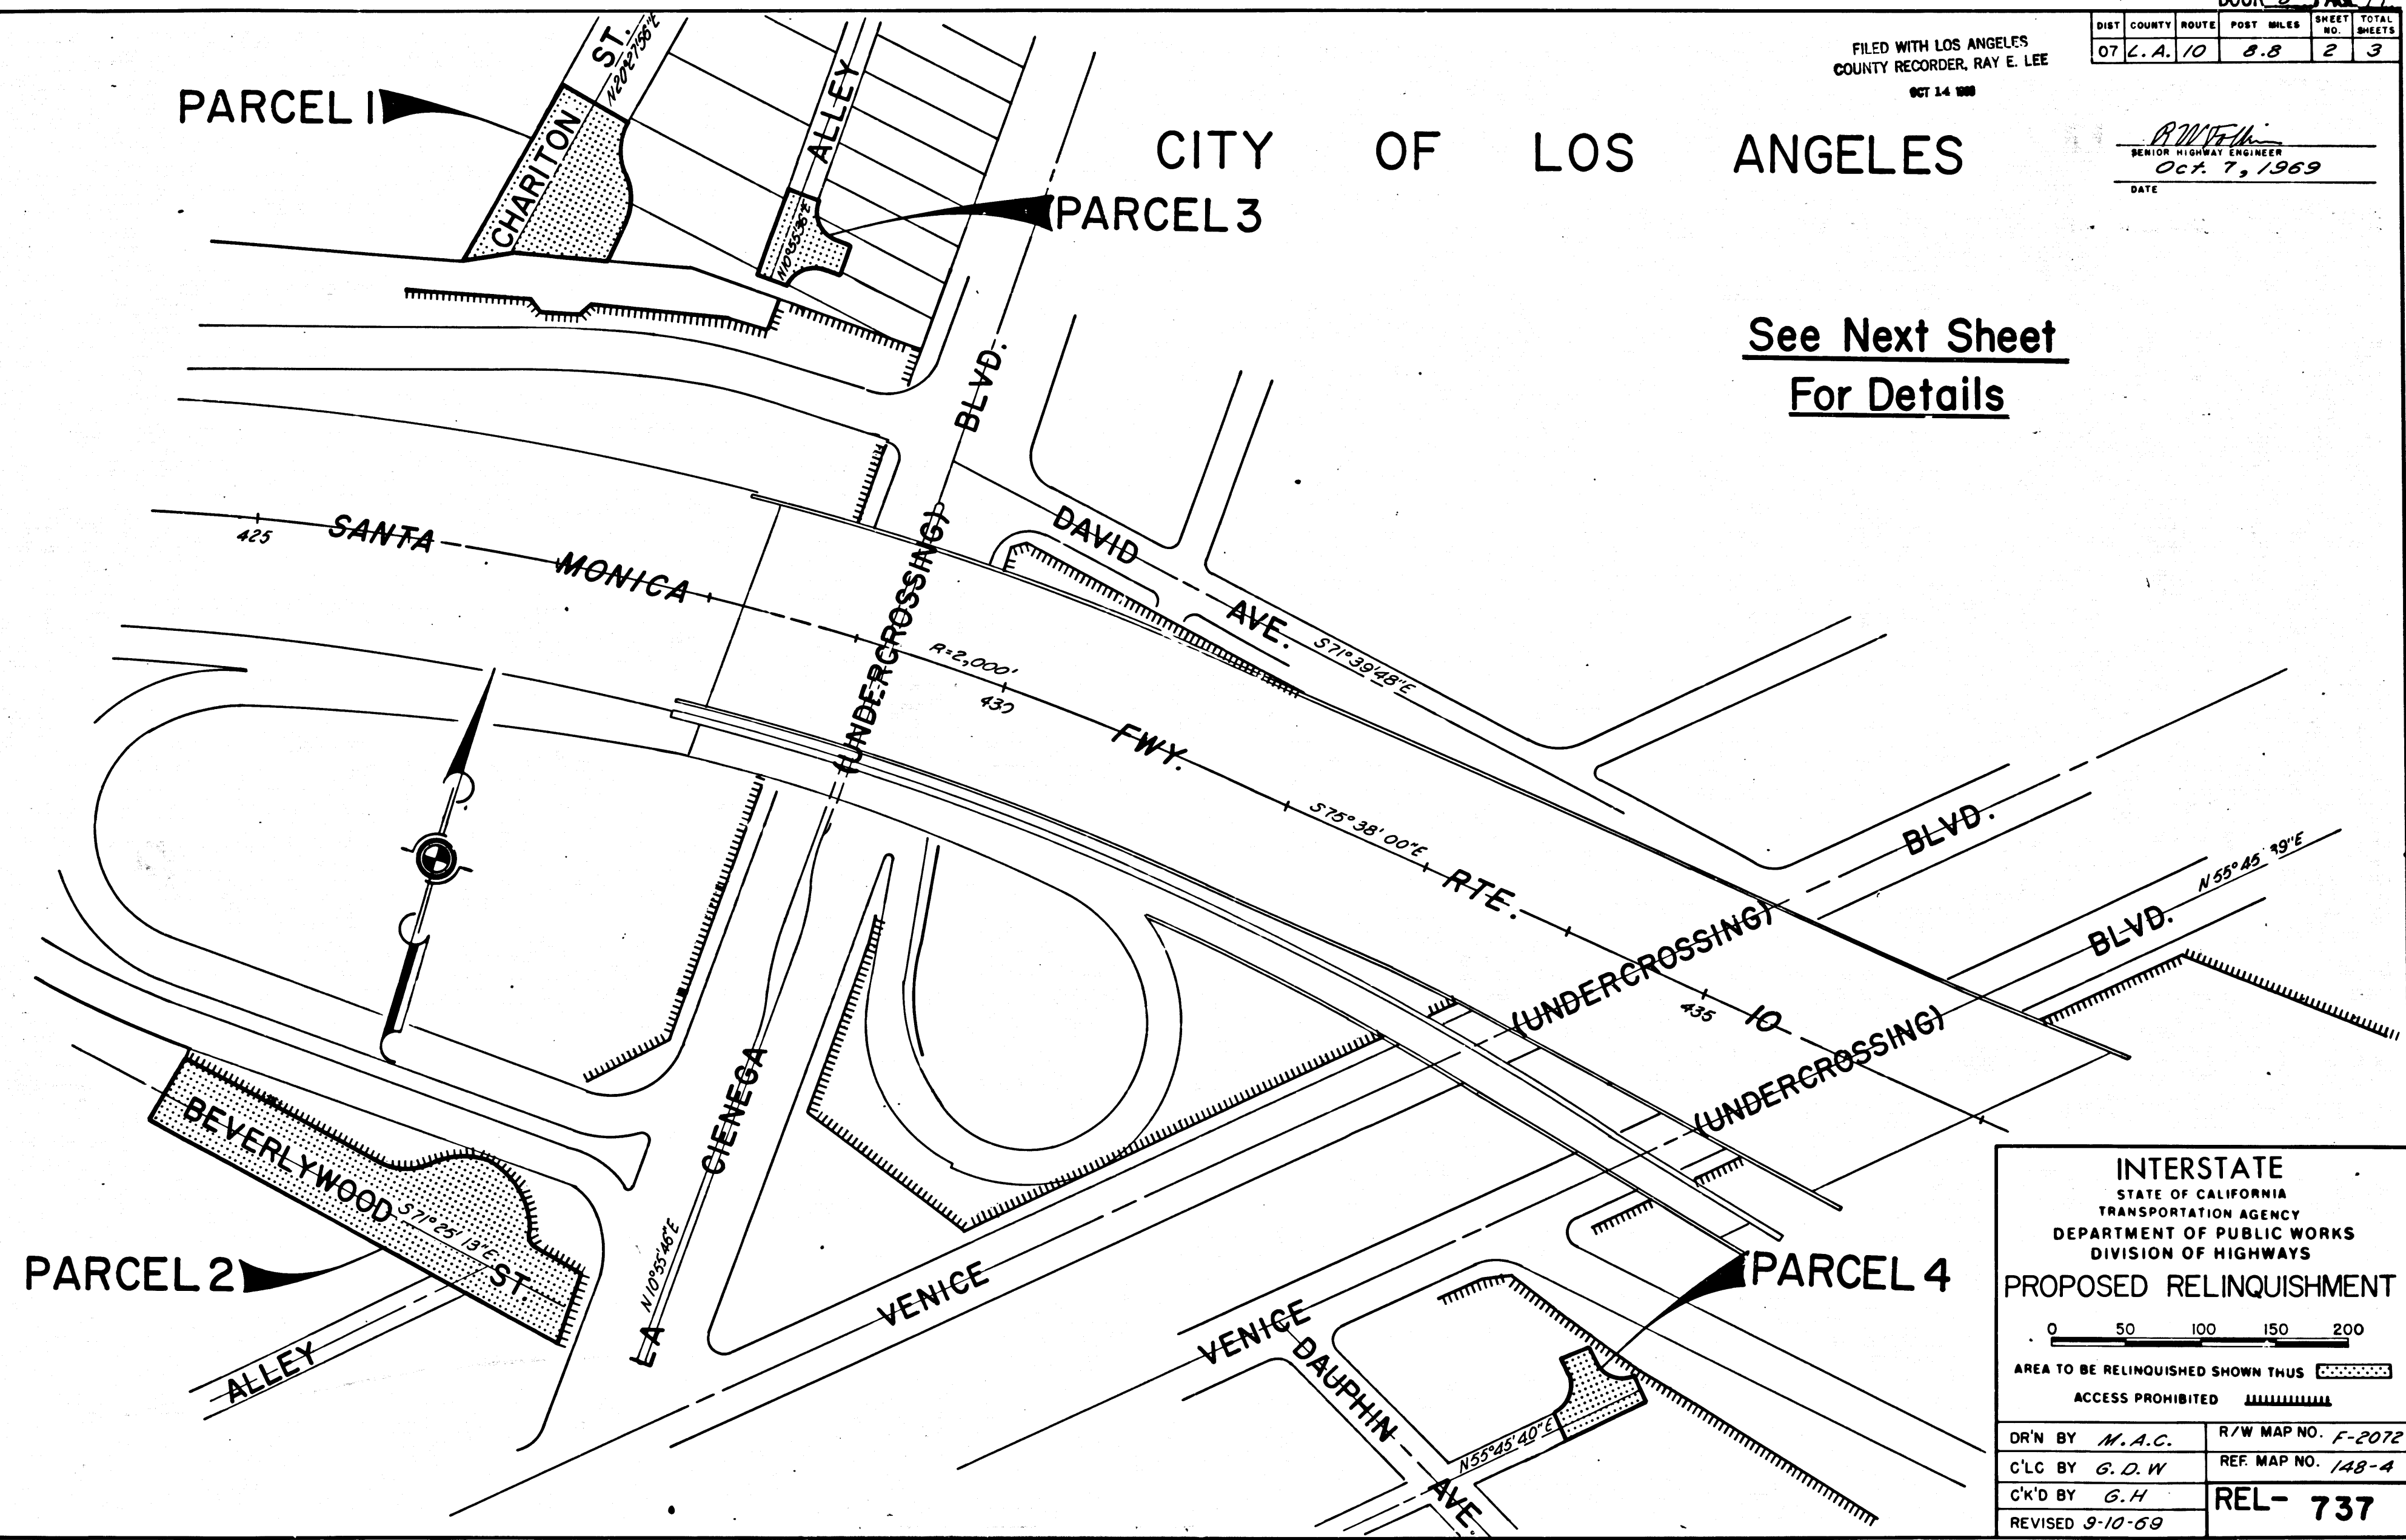 DIST COUNTY ROUTE POST MILES SHEET NO. TOTAL SHEETS
07 L.A. 10 8.8 2 3
FILED WITH LOS ANGELES
COUNTY RECORDER, RAY E. LEE
OCT 14
SENIOR HIGHWAY ENGINEER
Oct. 7, 1969
DATE
CITY OF LOS ANGELES
See Next Sheet
For Details
PARCEL 1
CHARITON ST.
N20°27'56"E
ALLEY
N10°55'36"E
PARCEL 3
LA CIENEGA (UNDERCROSSING) BLVD.
N10°55'46"E
DAVID AVE.
S71°39'48"E
SANTA MONICA FWY. RTE. 10
425
R=2,000'
430
S75°38'00"E
435
VENICE (UNDERCROSSING) BLVD.
VENICE (UNDERCROSSING) BLVD.
N55°45'39"E
BEVERLYWOOD ST.
S71°25'13"E
PARCEL 2
ALLEY
DAUPHIN AVE.
N55°45'40"E
PARCEL 4
INTERSTATE
STATE OF CALIFORNIA
TRANSPORTATION AGENCY
DEPARTMENT OF PUBLIC WORKS
DIVISION OF HIGHWAYS
PROPOSED RELINQUISHMENT
0 50 100 150 200
AREA TO BE RELINQUISHED SHOWN THUS
ACCESS PROHIBITED
DR'N BY M.A.C.
R/W MAP NO. F-2072
C'LC BY G.D.W
REF. MAP NO. 148-4
C'K'D BY G.H
REVISED 9-10-69
REL- 737